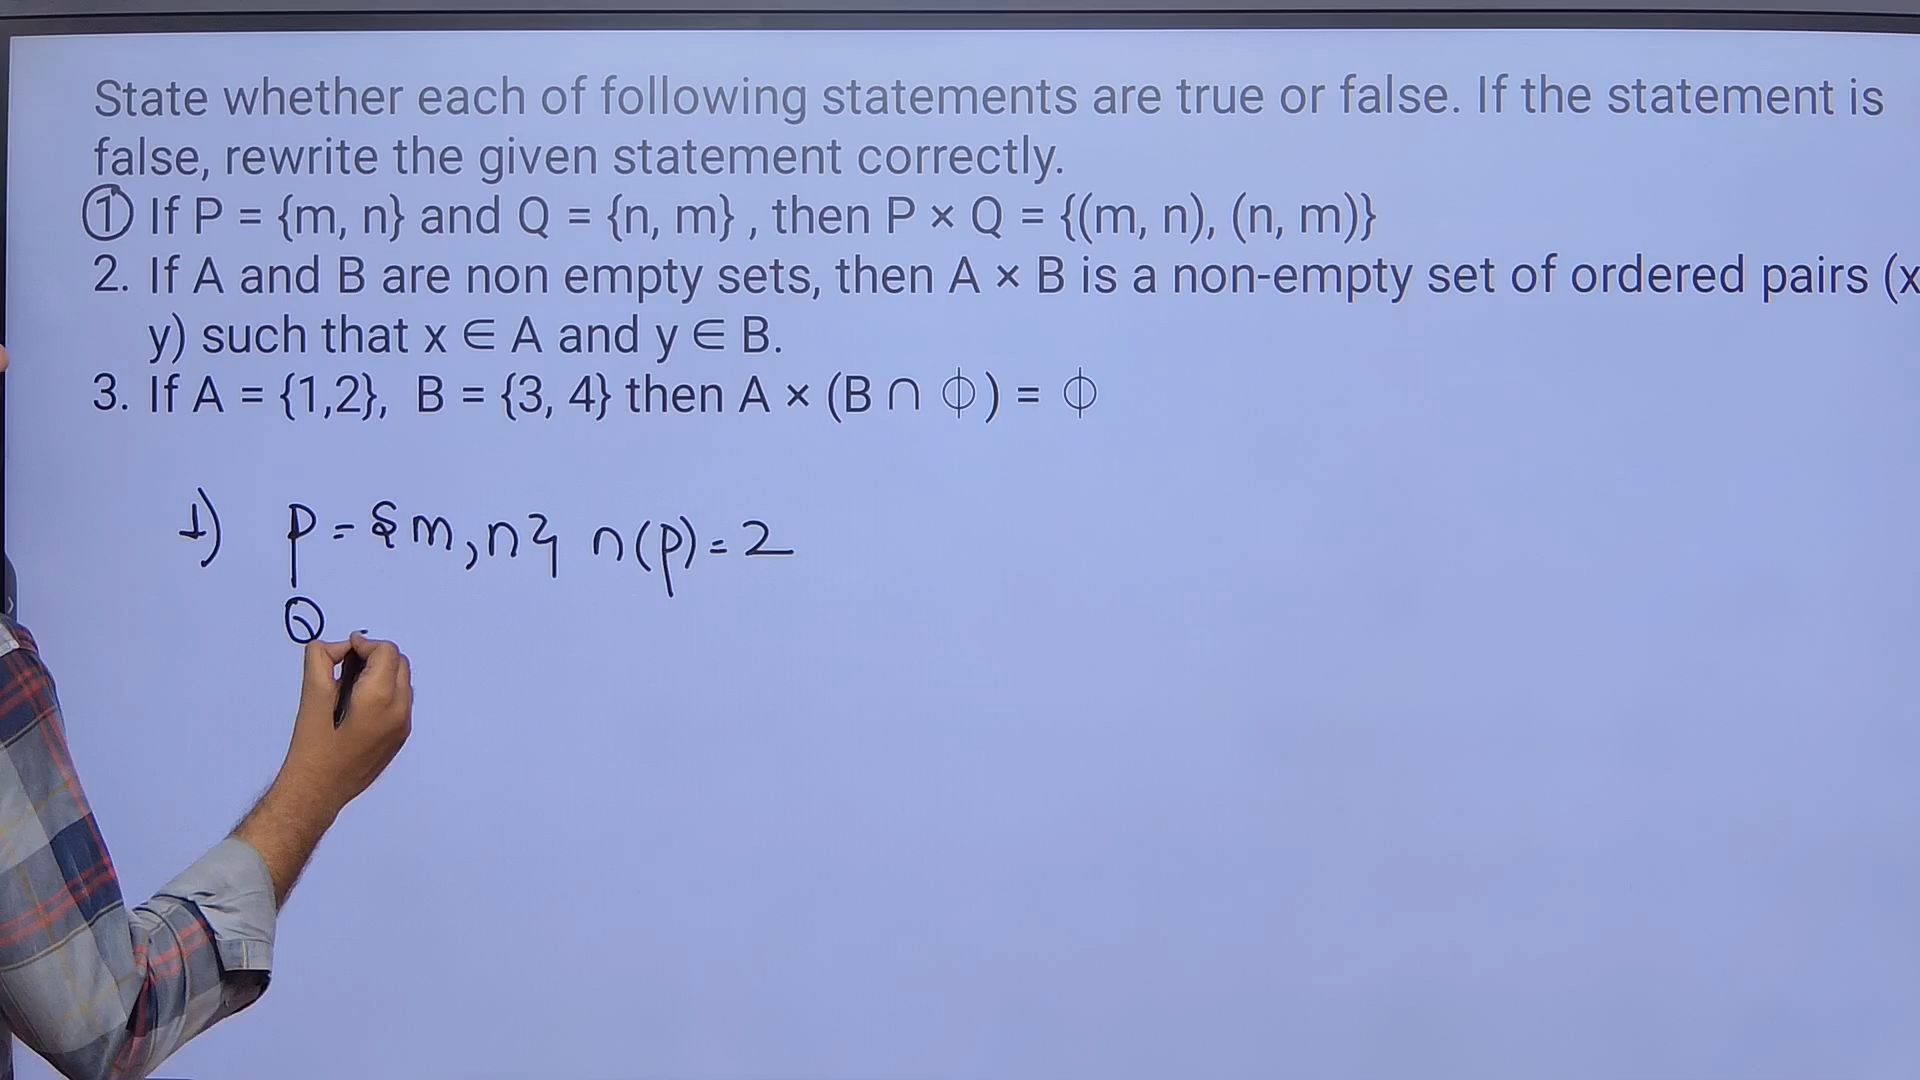 State whether each of following statements are true or false. If the statement is
false, rewrite the given statement correctly.
① If P = {m, n} and Q = {n, m} , then P × Q = {(m, n), (n, m)}
2. If A and B are non empty sets, then A × B is a non-empty set of ordered pairs (x
y) such that x ∈ A and y ∈ B.
3. If A = {1,2}, B = {3, 4} then A × (B ∩ ϕ) = ϕ
1) P = {m, n} n(P) = 2
Q